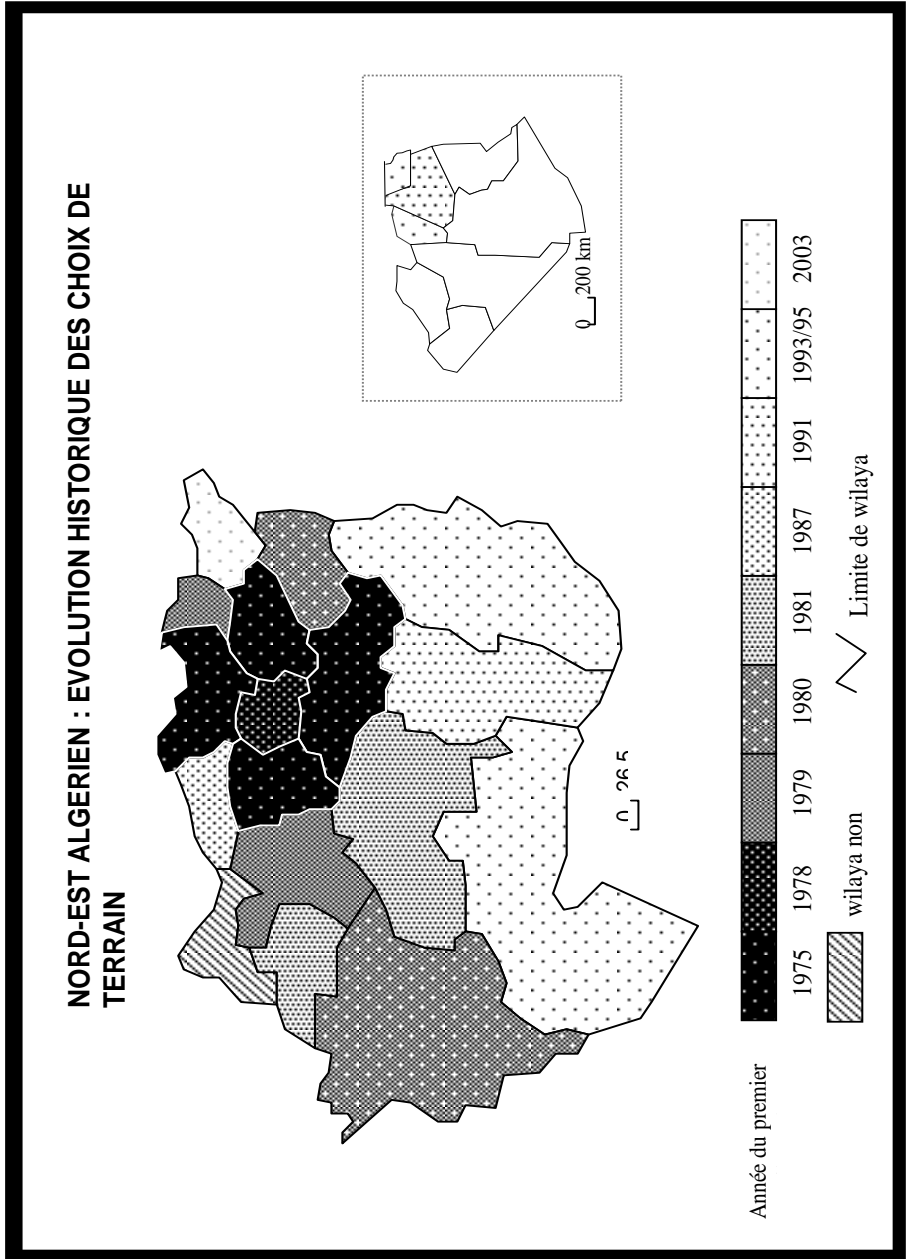 NORD-EST ALGERIEN : EVOLUTION HISTORIQUE DES CHOIX DE
TERRAIN
0 200 km
0 26.5
Année du premier
1975 1978 1979 1980 1981 1987 1991 1993/95 2003
wilaya non
Limite de wilaya